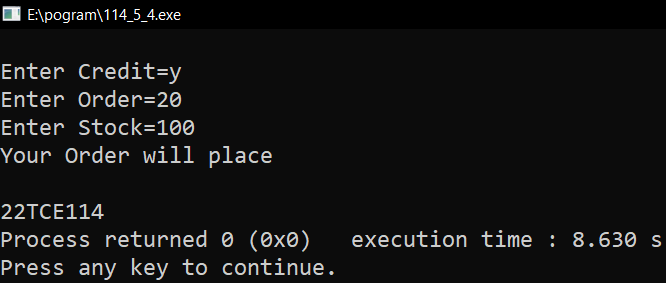 E:\pogram\114_5_4.exe
Enter Credit=y
Enter Order=20
Enter Stock=100
Your Order will place
22TCE114
Process returned 0 (0x0)   execution time : 8.630 s
Press any key to continue.